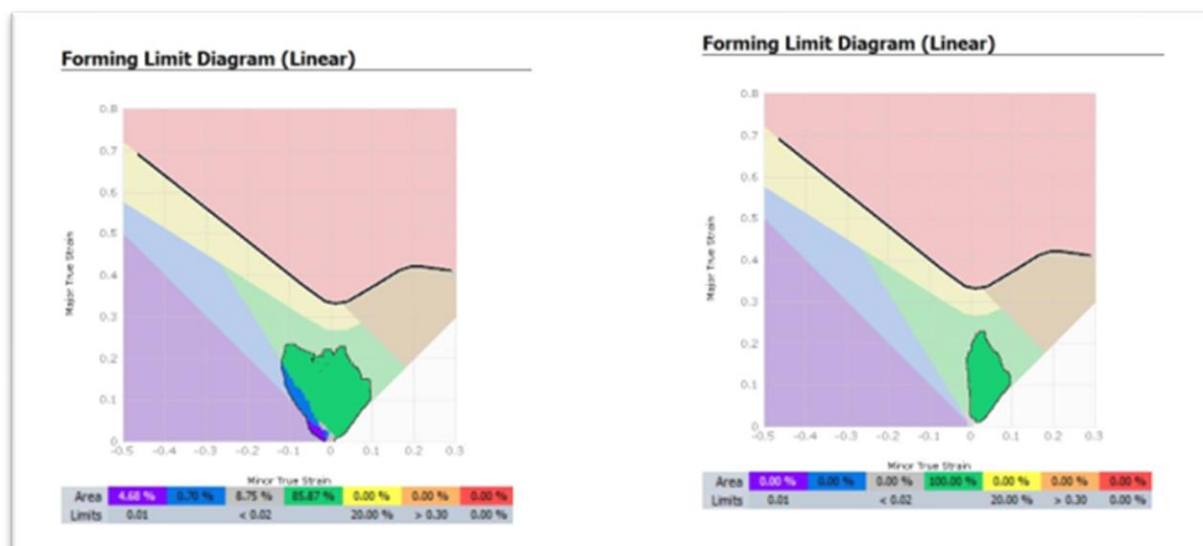 Forming Limit Diagram (Linear)
0.8
0.7
0.6
0.5
0.4
0.3
0.2
0.1
0
-0.5 -0.4 -0.3 -0.2 -0.1 0 0.1 0.2 0.3
Major True Strain
Minor True Strain
Area 4.68 % 0.70 % 8.75 % 85.87 % 0.00 % 0.00 % 0.00 %
Limits 0.01 < 0.02 20.00 % > 0.30 0.00 %
Forming Limit Diagram (Linear)
0.8
0.7
0.6
0.5
0.4
0.3
0.2
0.1
0
-0.5 -0.4 -0.3 -0.2 -0.1 0 0.1 0.2 0.3
Major True Strain
Minor True Strain
Area 0.00 % 0.00 % 0.00 % 100.00 % 0.00 % 0.00 % 0.00 %
Limits 0.01 < 0.02 20.00 % > 0.30 0.00 %